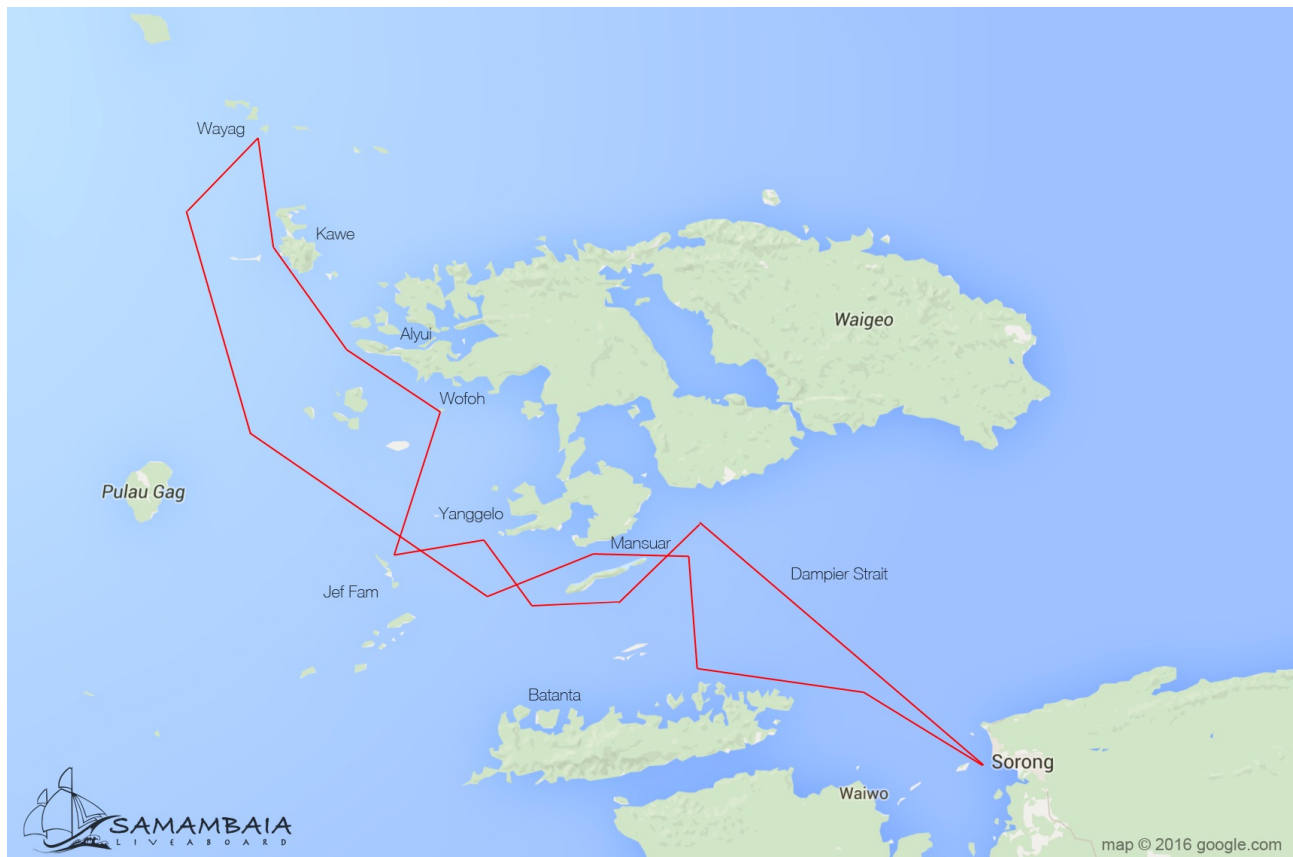 Wayag
Kawe
Waigeo
Alyui
Wofoh
Pulau Gag
Yanggelo
Mansuar
Dampier Strait
Jef Fam
Batanta
Sorong
Waiwo
SAMAMBAIA
LIVEABOARD
map © 2016 google.com